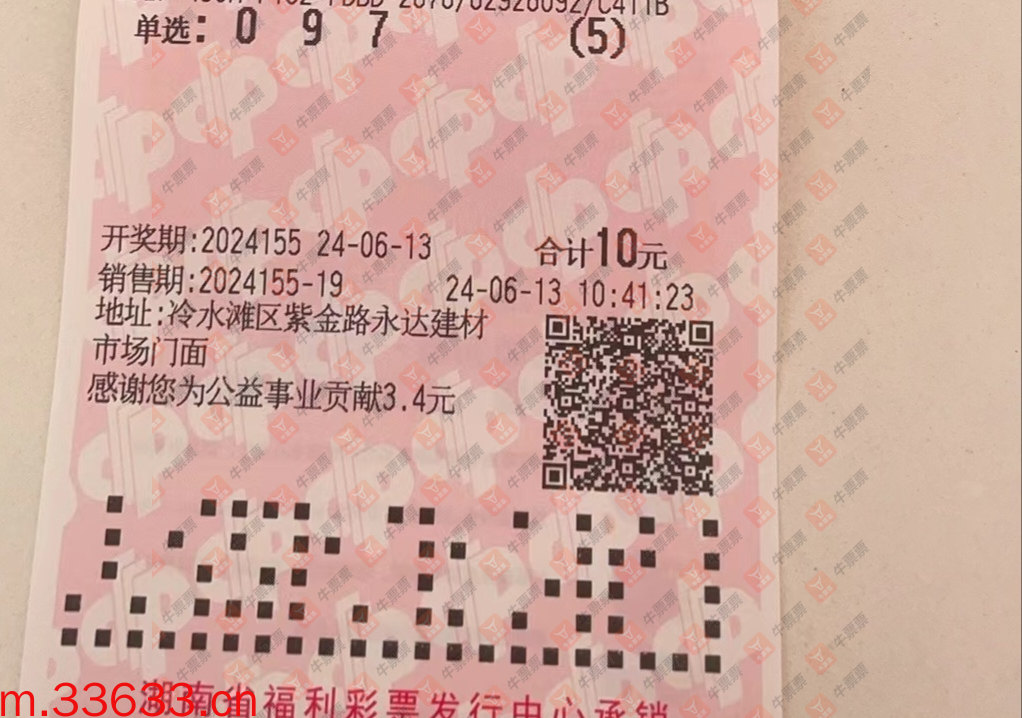 单选: 0 9 7 (5)
开奖期:2024155 24-06-13 合计10元
销售期:2024155-19 24-06-13 10:41:23
地址:冷水滩区紫金路永达建材
市场门面
感谢您为公益事业贡献3.4元
湖南省福利彩票发行中心承销
m.33633.cn
牛票票